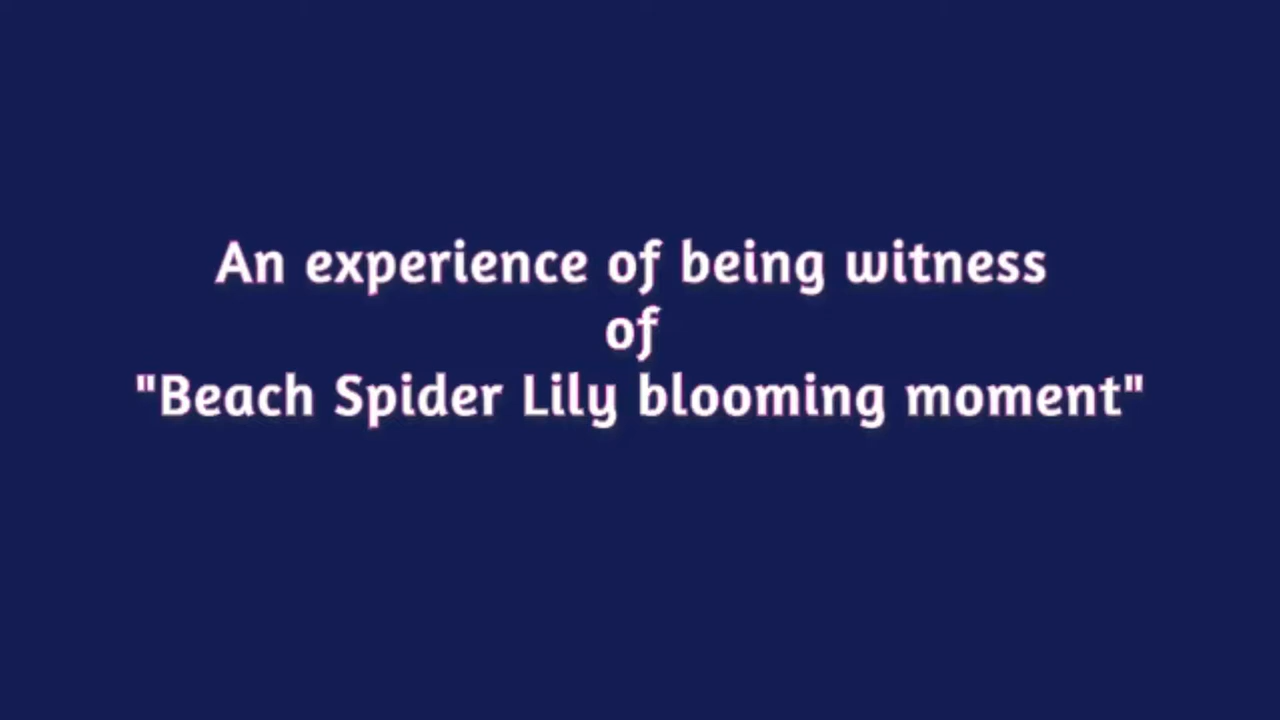 An experience of being witness
of
"Beach Spider Lily blooming moment"